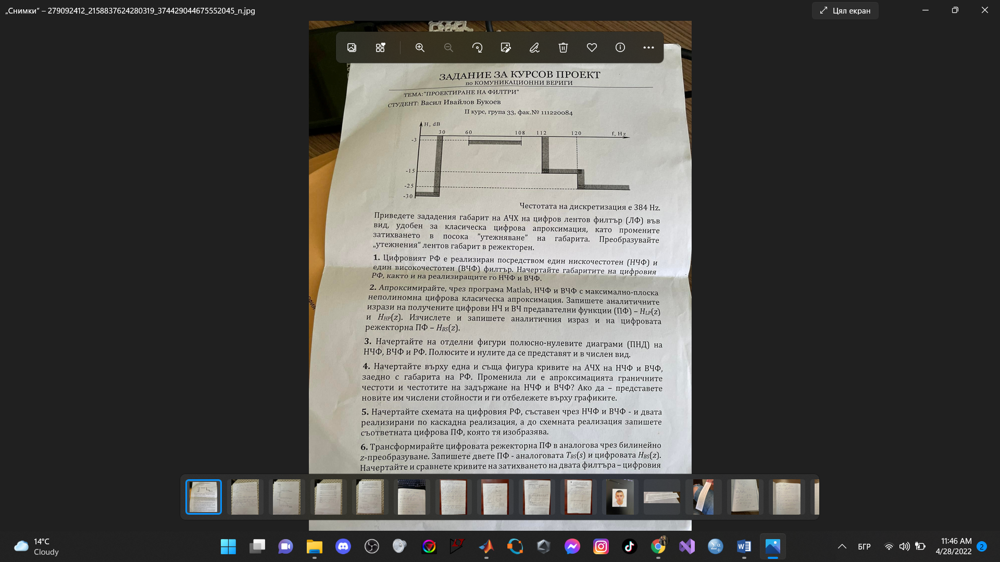 „Снимки“ – 279092412_2158837624280319_374429044675552045_n.jpg
Цял екран
ЗАДАНИЕ ЗА КУРСОВ ПРОЕКТ
по КОМУНИКАЦИОННИ ВЕРИГИ
ТЕМА:"ПРОЕКТИРАНЕ НА ФИЛТРИ"
СТУДЕНТ: Васил Ивайлов Букоев
II курс, група 33, фак.№ 111220084
H, dB
30 60 108 112 120 f, Hz
-3
-15
-25
-30
Честотата на дискретизация е 384 Hz.
Приведете зададения габарит на АЧХ на цифров лентов филтър (ЛФ) във
вид, удобен за класическа цифрова апроксимация, като промените
затихването в посока ”утежняване” на габарита. Преобразувайте
„утежнения“ лентов габарит в режекторен.
1. Цифровият РФ е реализиран посредством един нискочестотен (НЧФ) и
един високочестотен (ВЧФ) филтър. Начертайте габаритите на цифровия
РФ, както и на реализиращите го НЧФ и ВЧФ.
2. Апроксимирайте, чрез програма Matlab, НЧФ и ВЧФ с максимално-плоска
неполиномна цифрова класическа апроксимация. Запишете аналитичните
изрази на получените цифрови НЧ и ВЧ предавателни функции (ПФ) – HLP(z)
и HHP(z). Изчислете и запишете аналитичния израз и на цифровата
режекторна ПФ – HBS(z).
3. Начертайте на отделни фигури полюсно-нулевите диаграми (ПНД) на
НЧФ, ВЧФ и РФ. Полюсите и нулите да се представят и в числен вид.
4. Начертайте върху една и съща фигура кривите на АЧХ на НЧФ и ВЧФ,
заедно с габарита на РФ. Променила ли е апроксимацията граничните
честоти и честотите на задържане на НЧФ и ВЧФ? Ако да – представете
новите им числени стойности и ги отбележете върху графиките.
5. Начертайте схемата на цифровия РФ, съставен чрез НЧФ и ВЧФ - и двата
реализирани по каскадна реализация, а до схемната реализация запишете
съответната цифрова ПФ, която тя изобразява.
6. Трансформирайте цифровата режекторна ПФ в аналогова чрез билинейно
z-преобразуване. Запишете двете ПФ - аналоговата TBS(s) и цифровата HBS(z).
Начертайте и сравнете кривите на затихването на двата филтъра – цифровия
14°C
Cloudy
БГР
11:46 AM
4/28/2022
2